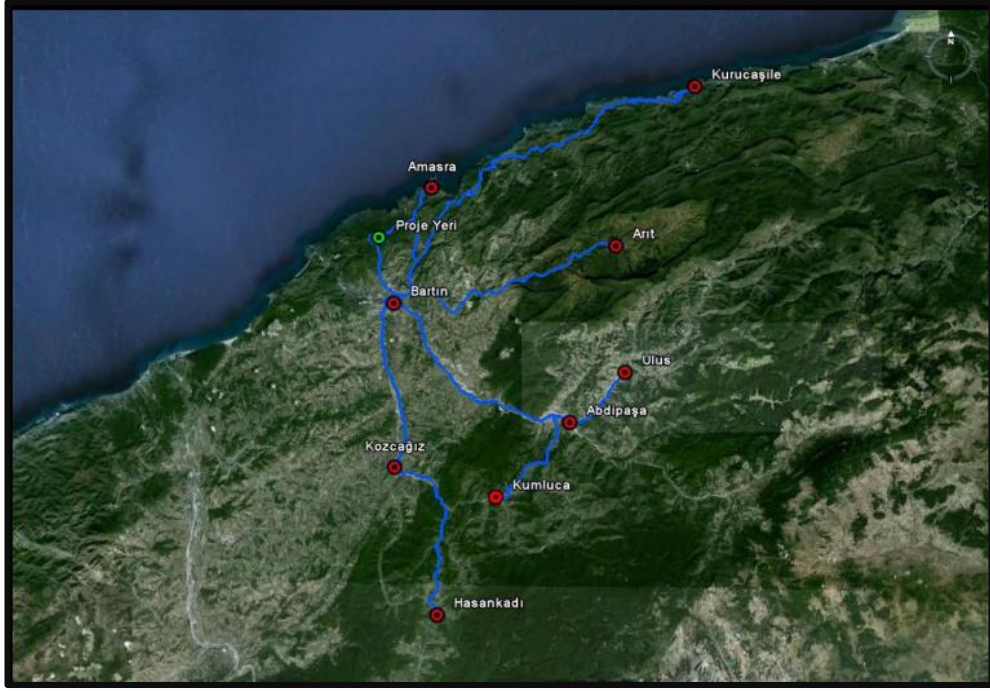 N
Kurucaşile
Amasra
Proje Yeri
Arıt
Bartın
Ulus
Abdipaşa
Kozcağız
Kumluca
Hasankadı